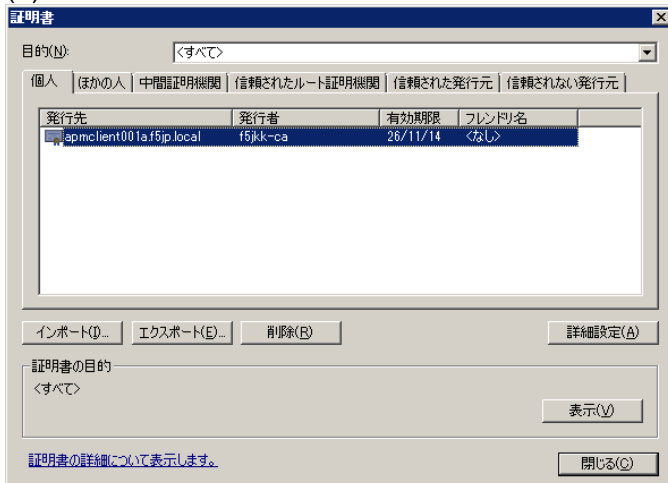 証明書
目的(N): <すべて>
個人 ほかの人 中間証明機関 信頼されたルート証明機関 信頼された発行元 信頼されない発行元
発行先 発行者 有効期限 フレンドリ名
apmclient001a.f5jp.local f5jkk-ca 26/11/14 <なし>
インポート(I)... エクスポート(E)... 削除(R) 詳細設定(A)
証明書の目的
<すべて>
表示(V)
証明書の詳細について表示します。
閉じる(C)